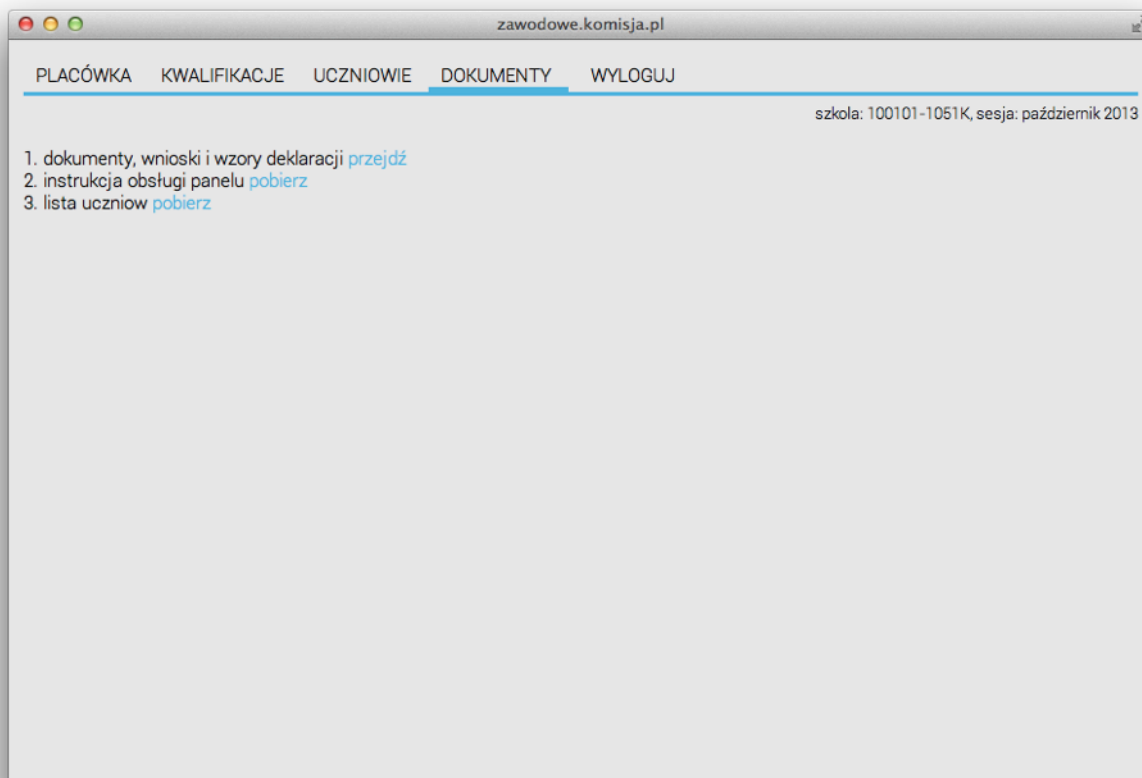 zawodowe.komisja.pl
PLACÓWKA KWALIFIKACJE UCZNIOWIE DOKUMENTY WYLOGUJ
szkola: 100101-1051K, sesja: październik 2013
1. dokumenty, wnioski i wzory deklaracji przejdź
2. instrukcja obsługi panelu pobierz
3. lista uczniow pobierz